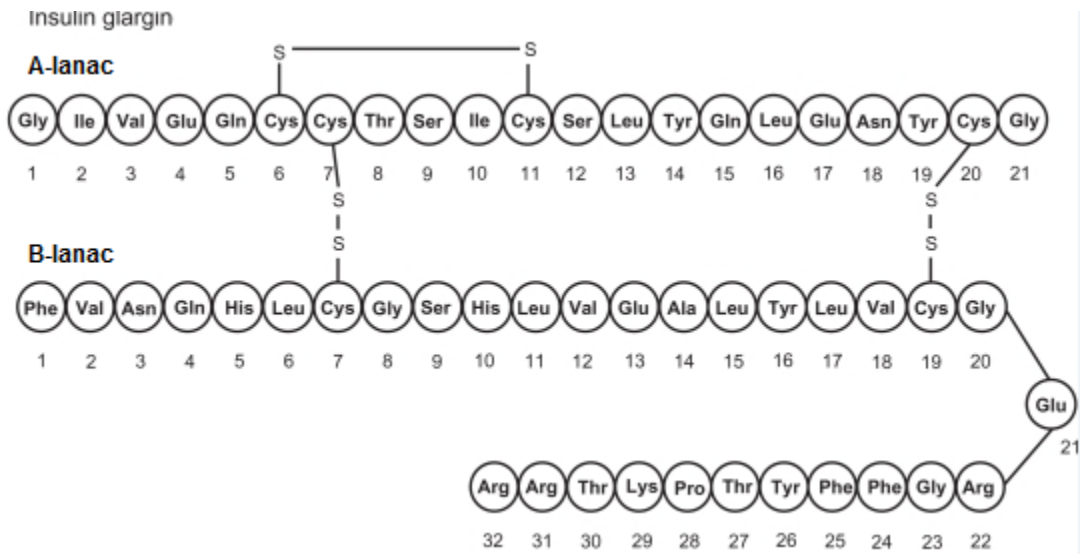 Insulin glargin
S S
A-lanac
Gly Ile Val Glu Gln Cys Cys Thr Ser Ile Cys Ser Leu Tyr Gln Leu Glu Asn Tyr Cys Gly
1 2 3 4 5 6 7 8 9 10 11 12 13 14 15 16 17 18 19 20 21
S S
S S
B-lanac
Phe Val Asn Gln His Leu Cys Gly Ser His Leu Val Glu Ala Leu Tyr Leu Val Cys Gly
1 2 3 4 5 6 7 8 9 10 11 12 13 14 15 16 17 18 19 20
Glu
21
Arg Arg Thr Lys Pro Thr Tyr Phe Phe Gly Arg
32 31 30 29 28 27 26 25 24 23 22